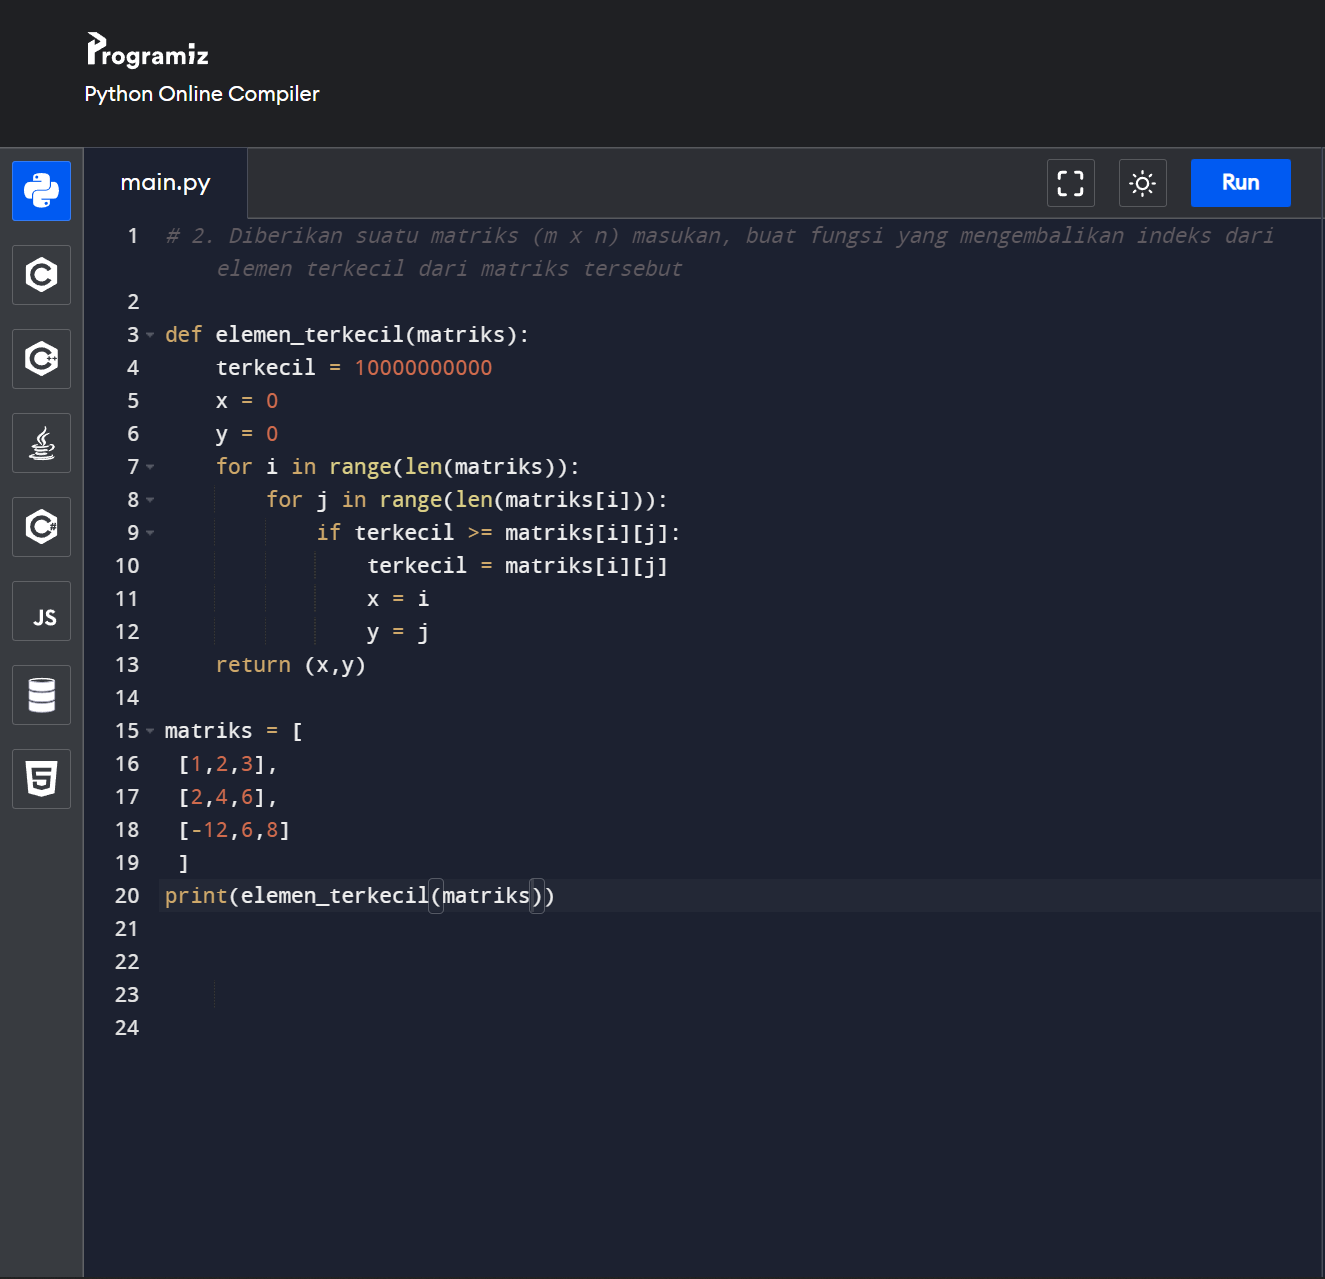 Programiz
Python Online Compiler
main.py
Run
1 # 2. Diberikan suatu matriks (m x n) masukan, buat fungsi yang mengembalikan indeks dari
elemen terkecil dari matriks tersebut
2
3 def elemen_terkecil(matriks):
4     terkecil = 10000000000
5     x = 0
6     y = 0
7     for i in range(len(matriks)):
8         for j in range(len(matriks[i])):
9             if terkecil >= matriks[i][j]:
10                 terkecil = matriks[i][j]
11                 x = i
12                 y = j
13     return (x,y)
14
15 matriks = [
16  [1,2,3],
17  [2,4,6],
18  [-12,6,8]
19  ]
20 print(elemen_terkecil(matriks))
21
22
23
24
C
C++
C#
JS
5